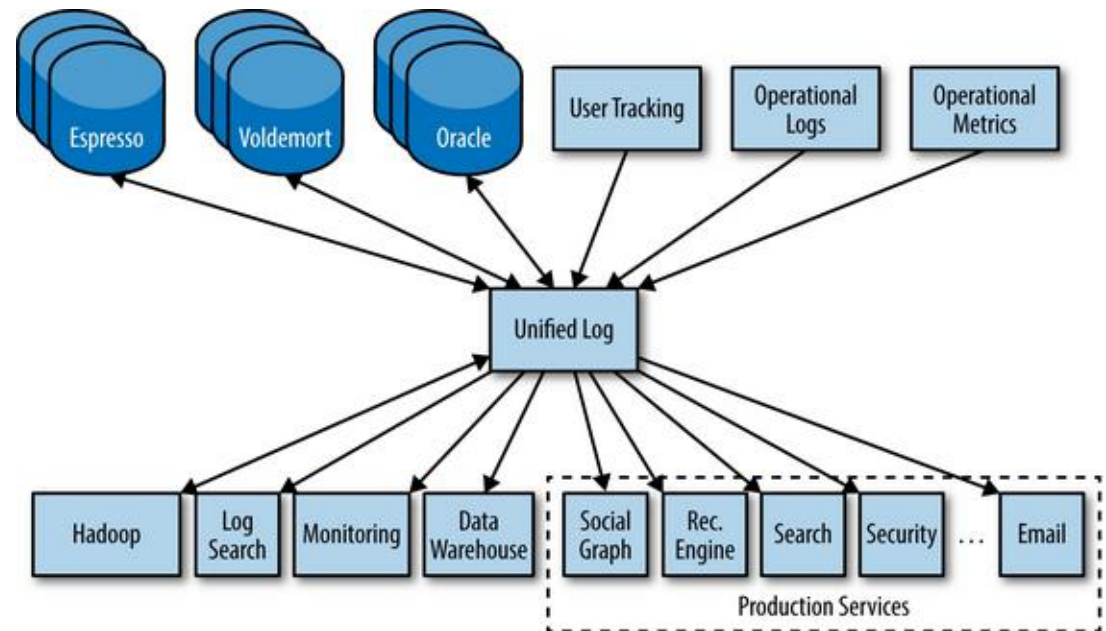 Espresso
Voldemort
Oracle
User Tracking
Operational
Logs
Operational
Metrics
Unified Log
Hadoop
Log
Search
Monitoring
Data
Warehouse
Social
Graph
Rec.
Engine
Search
Security
...
Email
Production Services